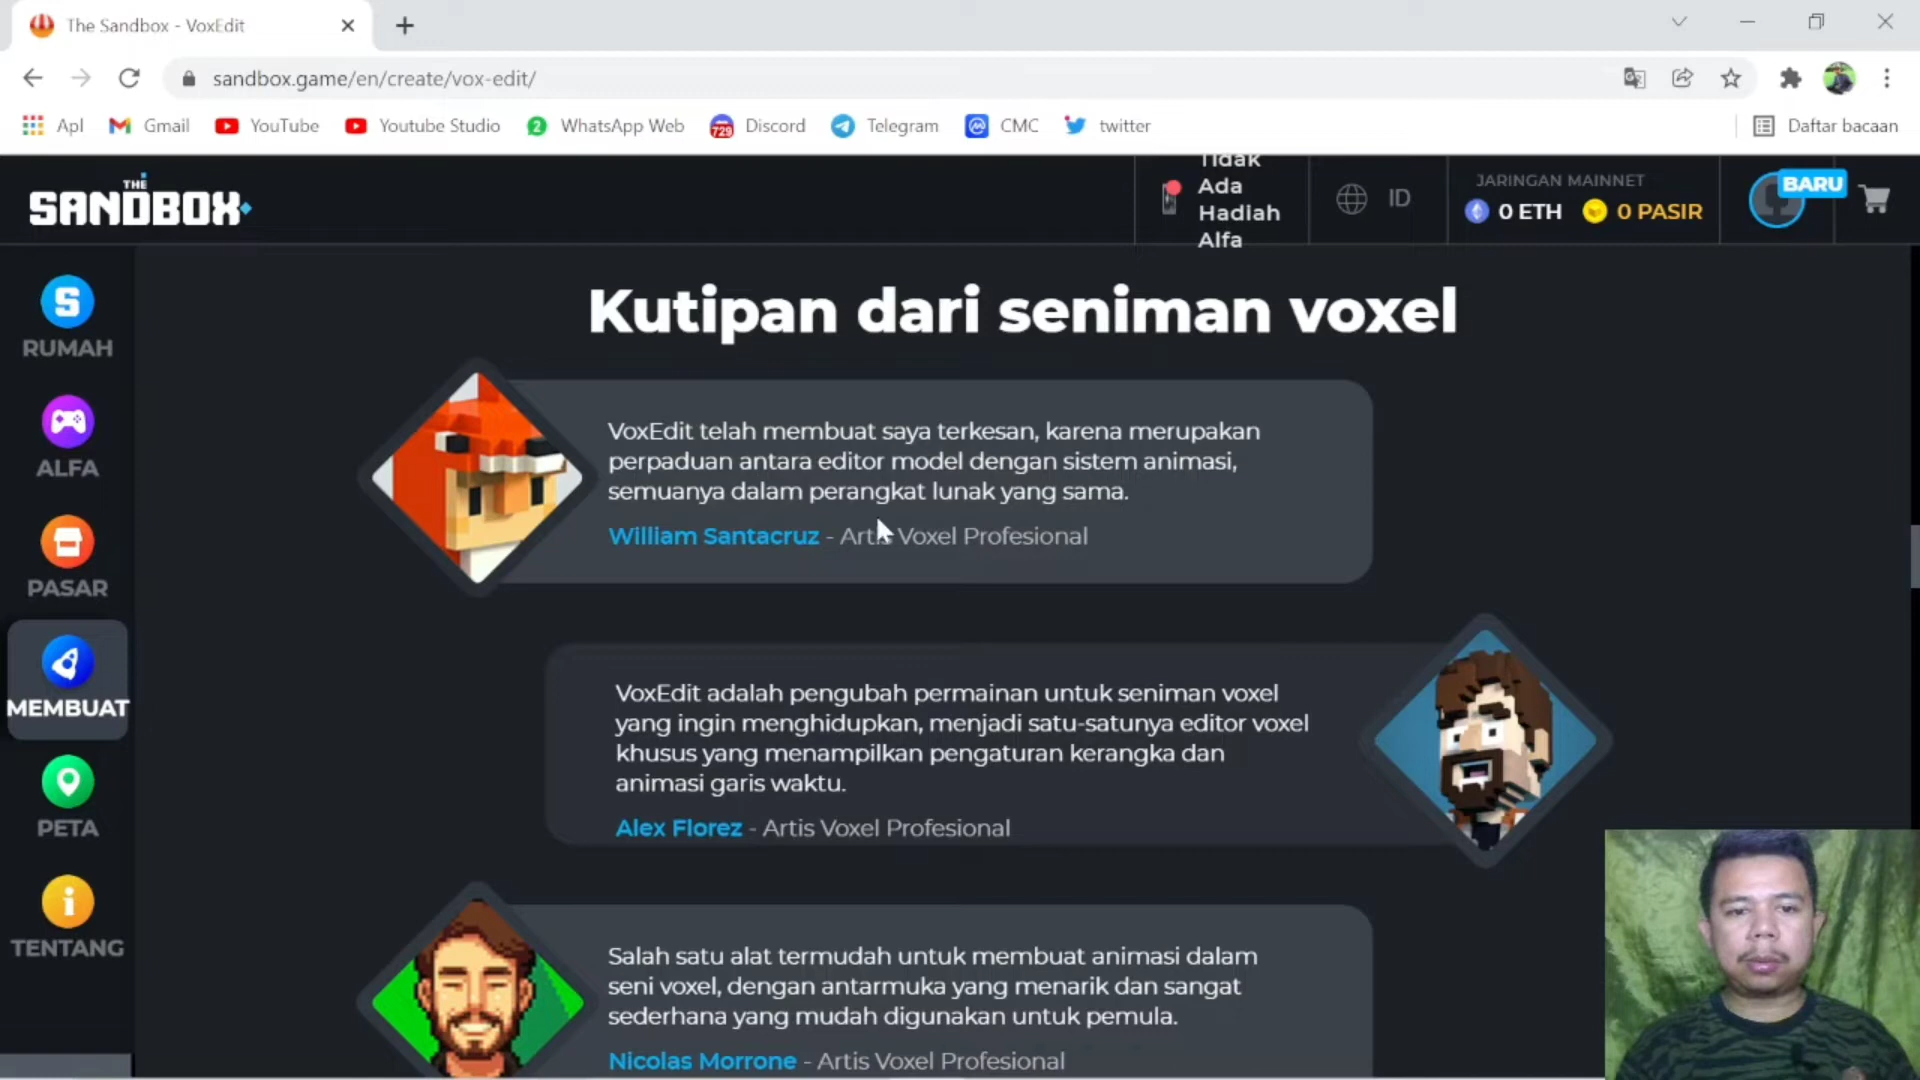 The Sandbox - VoxEdit
sandbox.game/en/create/vox-edit/
Apl
Gmail
YouTube
Youtube Studio
2
WhatsApp Web
729
Discord
Telegram
CMC
twitter
Daftar bacaan
THE
SANDBOX
Tidak
Ada
Hadiah
Alfa
ID
JARINGAN MAINNET
0 ETH
0 PASIR
BARU
S
RUMAH
ALFA
PASAR
MEMBUAT
PETA
TENTANG
Kutipan dari seniman voxel
VoxEdit telah membuat saya terkesan, karena merupakan
perpaduan antara editor model dengan sistem animasi,
semuanya dalam perangkat lunak yang sama.
William Santacruz - Artis Voxel Profesional
VoxEdit adalah pengubah permainan untuk seniman voxel
yang ingin menghidupkan, menjadi satu-satunya editor voxel
khusus yang menampilkan pengaturan kerangka dan
animasi garis waktu.
Alex Florez - Artis Voxel Profesional
Salah satu alat termudah untuk membuat animasi dalam
seni voxel, dengan antarmuka yang menarik dan sangat
sederhana yang mudah digunakan untuk pemula.
Nicolas Morrone - Artis Voxel Profesional